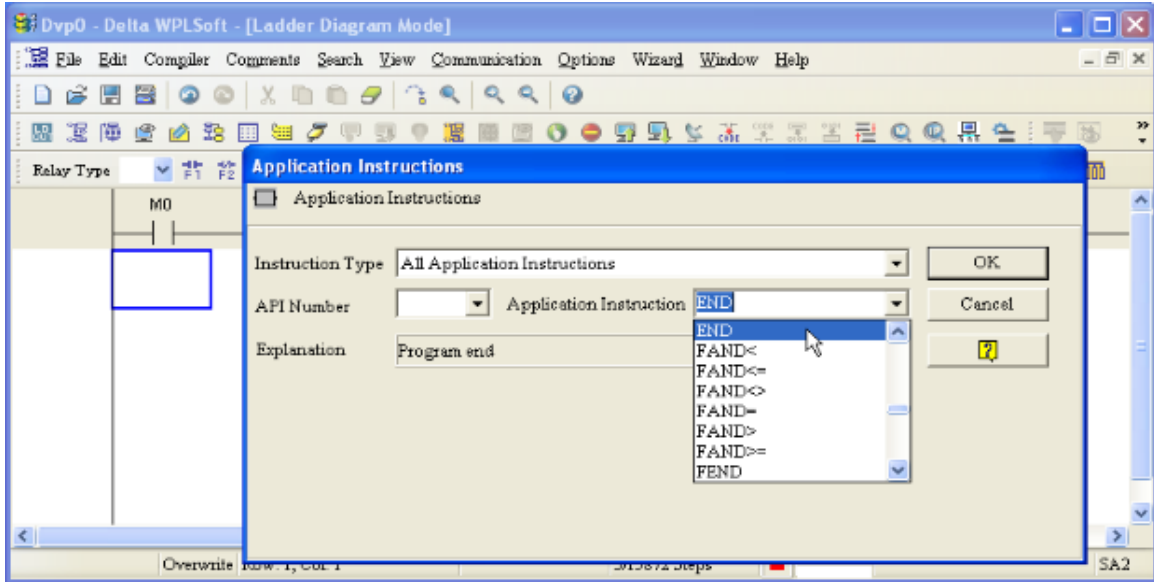 Dvp0 - Delta WPLSoft - [Ladder Diagram Mode]
File Edit Compiler Comments Search View Communication Options Wizard Window Help
Relay Type F1 F2
Application Instructions
M0
Application Instructions
Instruction Type All Application Instructions OK
API Number Application Instruction END Cancel
Explanation Program end
END
FAND<
FAND<=
FAND<>
FAND=
FAND>
FAND>=
FEND
Overwrite SA2